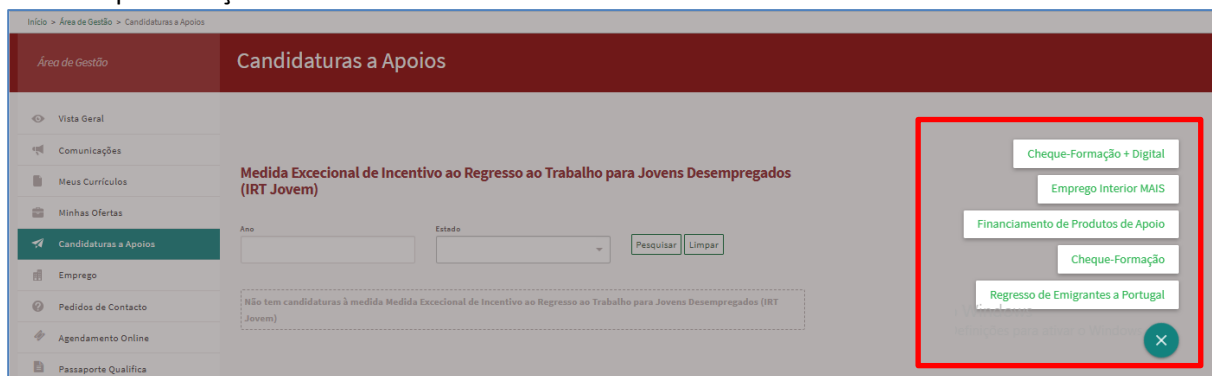 Início > Área de Gestão > Candidaturas a Apoios
Área de Gestão
Candidaturas a Apoios
Vista Geral
Comunicações
Meus Currículos
Minhas Ofertas
Candidaturas a Apoios
Emprego
Pedidos de Contacto
Agendamento Online
Passaporte Qualifica
Medida Excecional de Incentivo ao Regresso ao Trabalho para Jovens Desempregados
(IRT Jovem)
Ano
Estado
Pesquisar
Limpar
Não tem candidaturas à medida Medida Excecional de Incentivo ao Regresso ao Trabalho para Jovens Desempregados (IRT
Jovem)
Cheque-Formação + Digital
Emprego Interior MAIS
Financiamento de Produtos de Apoio
Cheque-Formação
Regresso de Emigrantes a Portugal